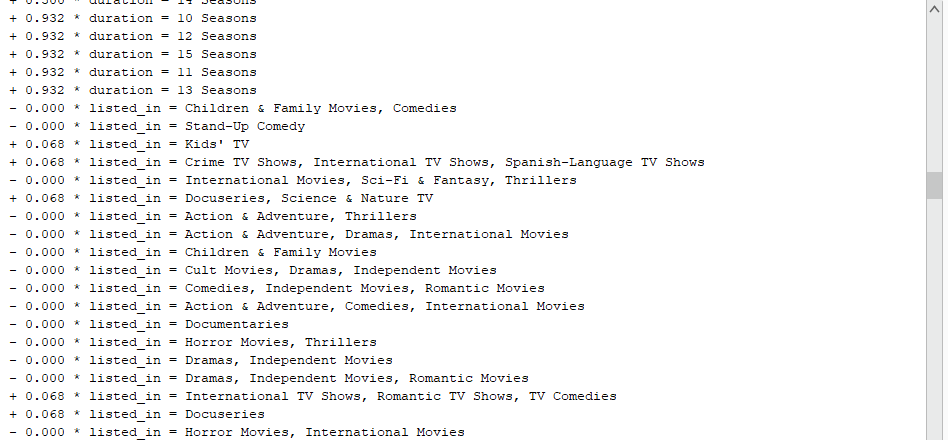 + 0.932 * duration = 10 Seasons
+ 0.932 * duration = 12 Seasons
+ 0.932 * duration = 15 Seasons
+ 0.932 * duration = 11 Seasons
+ 0.932 * duration = 13 Seasons
- 0.000 * listed_in = Children & Family Movies, Comedies
- 0.000 * listed_in = Stand-Up Comedy
+ 0.068 * listed_in = Kids' TV
+ 0.068 * listed_in = Crime TV Shows, International TV Shows, Spanish-Language TV Shows
- 0.000 * listed_in = International Movies, Sci-Fi & Fantasy, Thrillers
+ 0.068 * listed_in = Docuseries, Science & Nature TV
- 0.000 * listed_in = Action & Adventure, Thrillers
- 0.000 * listed_in = Action & Adventure, Dramas, International Movies
- 0.000 * listed_in = Children & Family Movies
- 0.000 * listed_in = Cult Movies, Dramas, Independent Movies
- 0.000 * listed_in = Comedies, Independent Movies, Romantic Movies
- 0.000 * listed_in = Action & Adventure, Comedies, International Movies
- 0.000 * listed_in = Documentaries
- 0.000 * listed_in = Horror Movies, Thrillers
- 0.000 * listed_in = Dramas, Independent Movies
- 0.000 * listed_in = Dramas, Independent Movies, Romantic Movies
+ 0.068 * listed_in = International TV Shows, Romantic TV Shows, TV Comedies
+ 0.068 * listed_in = Docuseries
- 0.000 * listed_in = Horror Movies, International Movies